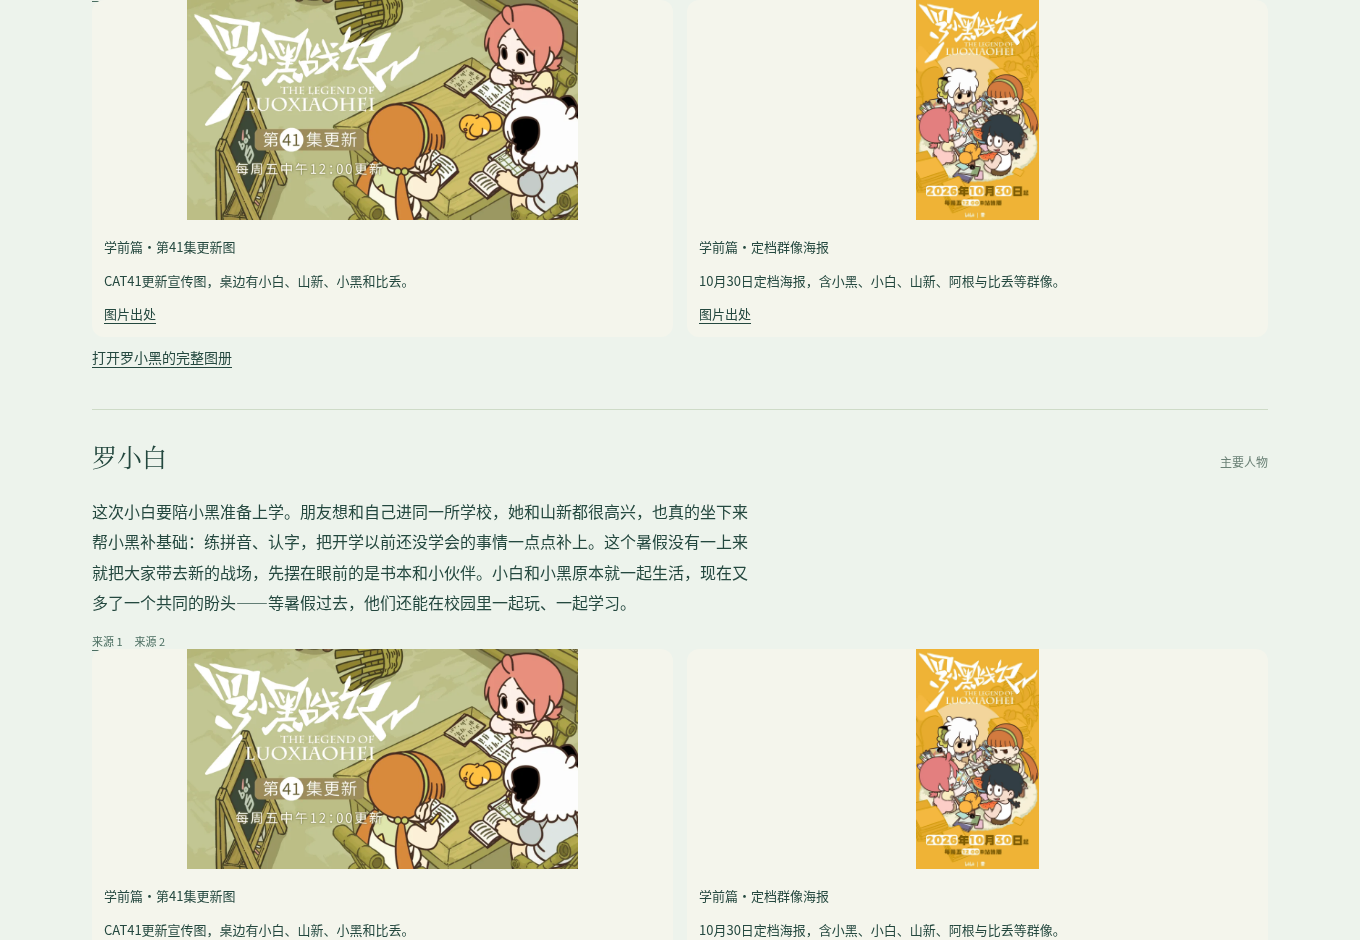 罗小黑战记
THE LEGEND OF
LUOXIAOHEI
第41集更新
每周五中午12:00更新
罗小黑战记
THE LEGEND OF
LUOXIAOHEI
2026年10月30日起
学前篇·第41集更新图
CAT41更新宣传图，桌边有小白、山新、小黑和比丢。
图片出处
学前篇·定档群像海报
10月30日定档海报，含小黑、小白、山新、阿根与比丢等群像。
图片出处
打开罗小黑的完整图册
罗小白
主要人物
这次小白要陪小黑准备上学。朋友想和自己进同一所学校，她和山新都很高兴，也真的坐下来
帮小黑补基础：练拼音、认字，把开学以前还没学会的事情一点点补上。这个暑假没有一上来
就把大家带去新的战场，先摆在眼前的是书本和小伙伴。小白和小黑原本就一起生活，现在又
多了一个共同的盼头——等暑假过去，他们还能在校园里一起玩、一起学习。
来源 1 来源 2
罗小黑战记
THE LEGEND OF
LUOXIAOHEI
第41集更新
每周五中午12:00更新
罗小黑战记
THE LEGEND OF
LUOXIAOHEI
2026年10月30日起
学前篇·第41集更新图
CAT41更新宣传图，桌边有小白、山新、小黑和比丢。
学前篇·定档群像海报
10月30日定档海报，含小黑、小白、山新、阿根与比丢等群像。